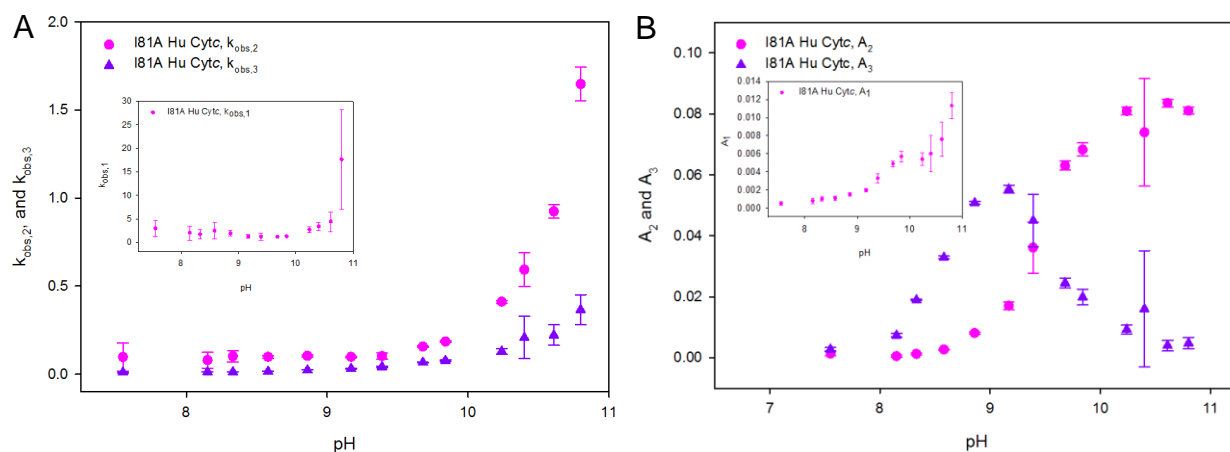 A
I81A Hu Cytc, kobs,2
I81A Hu Cytc, kobs,3
kobs,2, and kobs,3
2.0
1.5
1.0
0.5
0.0
8
9
10
11
pH
I81A Hu Cytc, kobs,1
kobs,1
30
25
20
15
10
5
0
8
9
10
11
pH
B
I81A Hu Cytc, A2
I81A Hu Cytc, A3
A2 and A3
0.10
0.08
0.06
0.04
0.02
0.00
7
8
9
10
11
pH
I81A Hu Cytc, A1
A1
0.014
0.012
0.010
0.008
0.006
0.004
0.002
0.000
8
9
10
11
pH